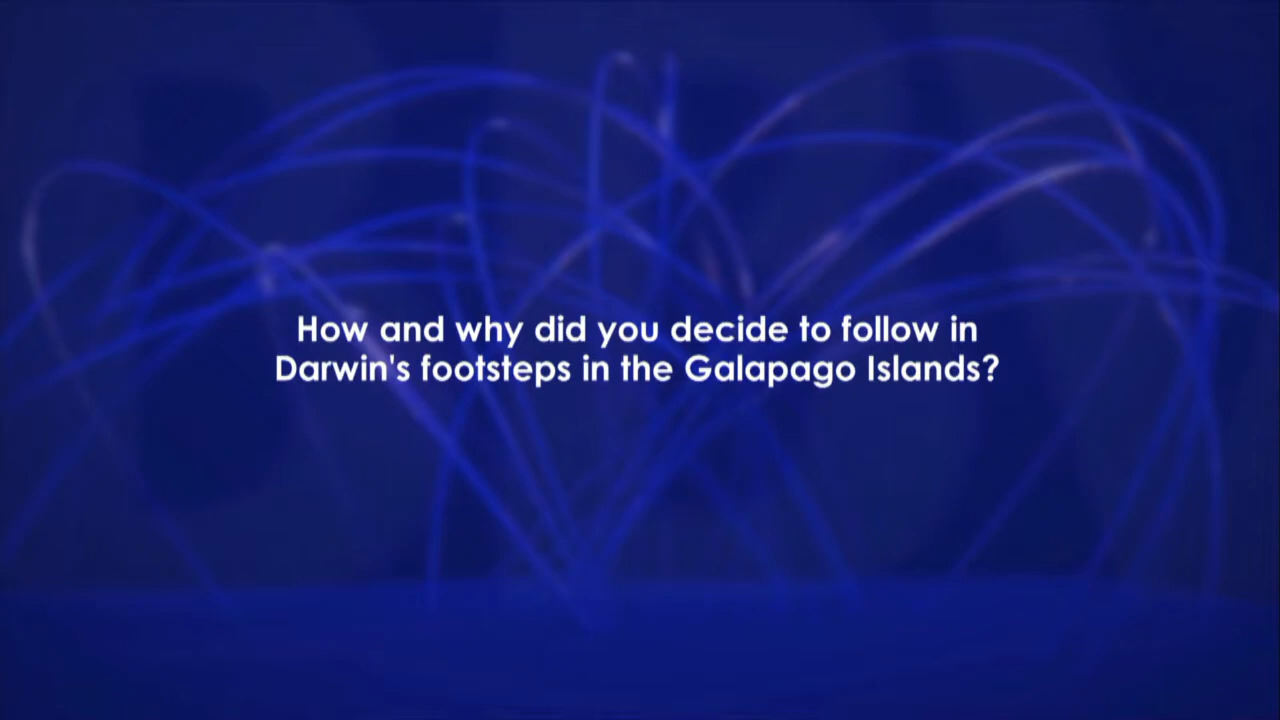 How and why did you decide to follow in
Darwin's footsteps in the Galapago Islands?